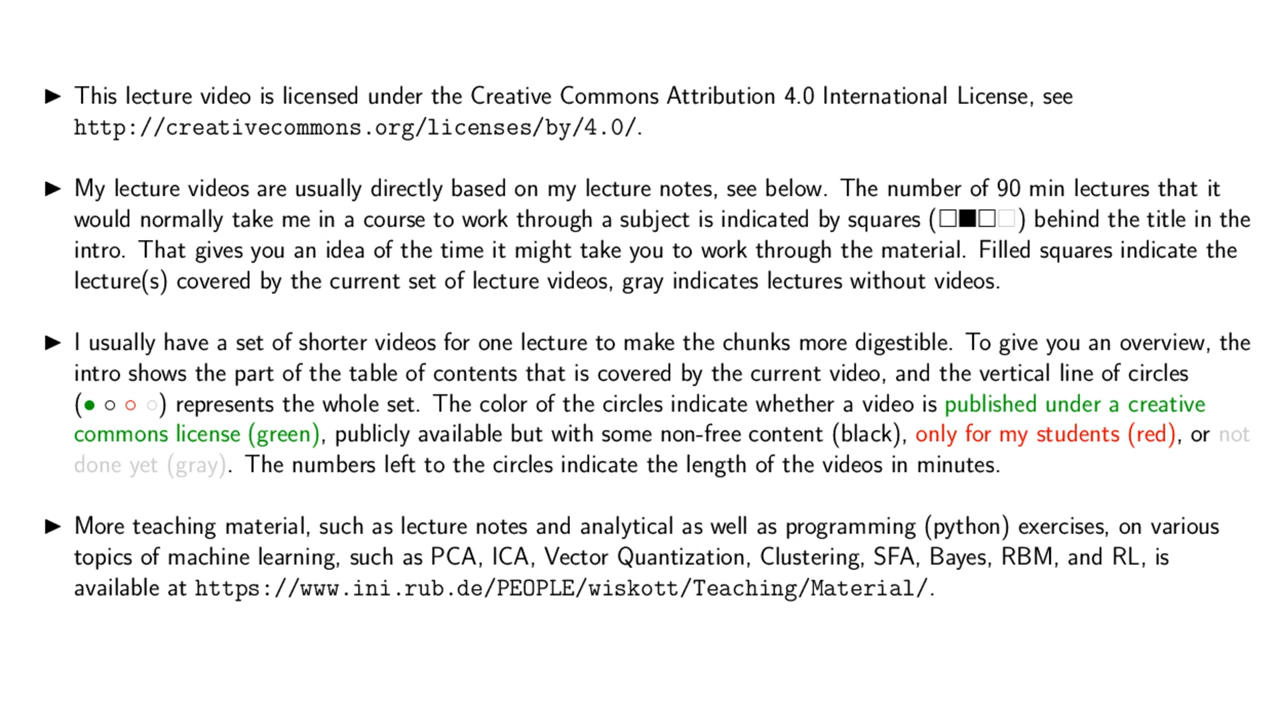 ▶ This lecture video is licensed under the Creative Commons Attribution 4.0 International License, see
http://creativecommons.org/licenses/by/4.0/.
▶ My lecture videos are usually directly based on my lecture notes, see below. The number of 90 min lectures that it
would normally take me in a course to work through a subject is indicated by squares (□■□□) behind the title in the
intro. That gives you an idea of the time it might take you to work through the material. Filled squares indicate the
lecture(s) covered by the current set of lecture videos, gray indicates lectures without videos.
▶ I usually have a set of shorter videos for one lecture to make the chunks more digestible. To give you an overview, the
intro shows the part of the table of contents that is covered by the current video, and the vertical line of circles
(● ○ ○ ○) represents the whole set. The color of the circles indicate whether a video is published under a creative
commons license (green), publicly available but with some non-free content (black), only for my students (red), or not
done yet (gray). The numbers left to the circles indicate the length of the videos in minutes.
▶ More teaching material, such as lecture notes and analytical as well as programming (python) exercises, on various
topics of machine learning, such as PCA, ICA, Vector Quantization, Clustering, SFA, Bayes, RBM, and RL, is
available at https://www.ini.rub.de/PEOPLE/wiskott/Teaching/Material/.